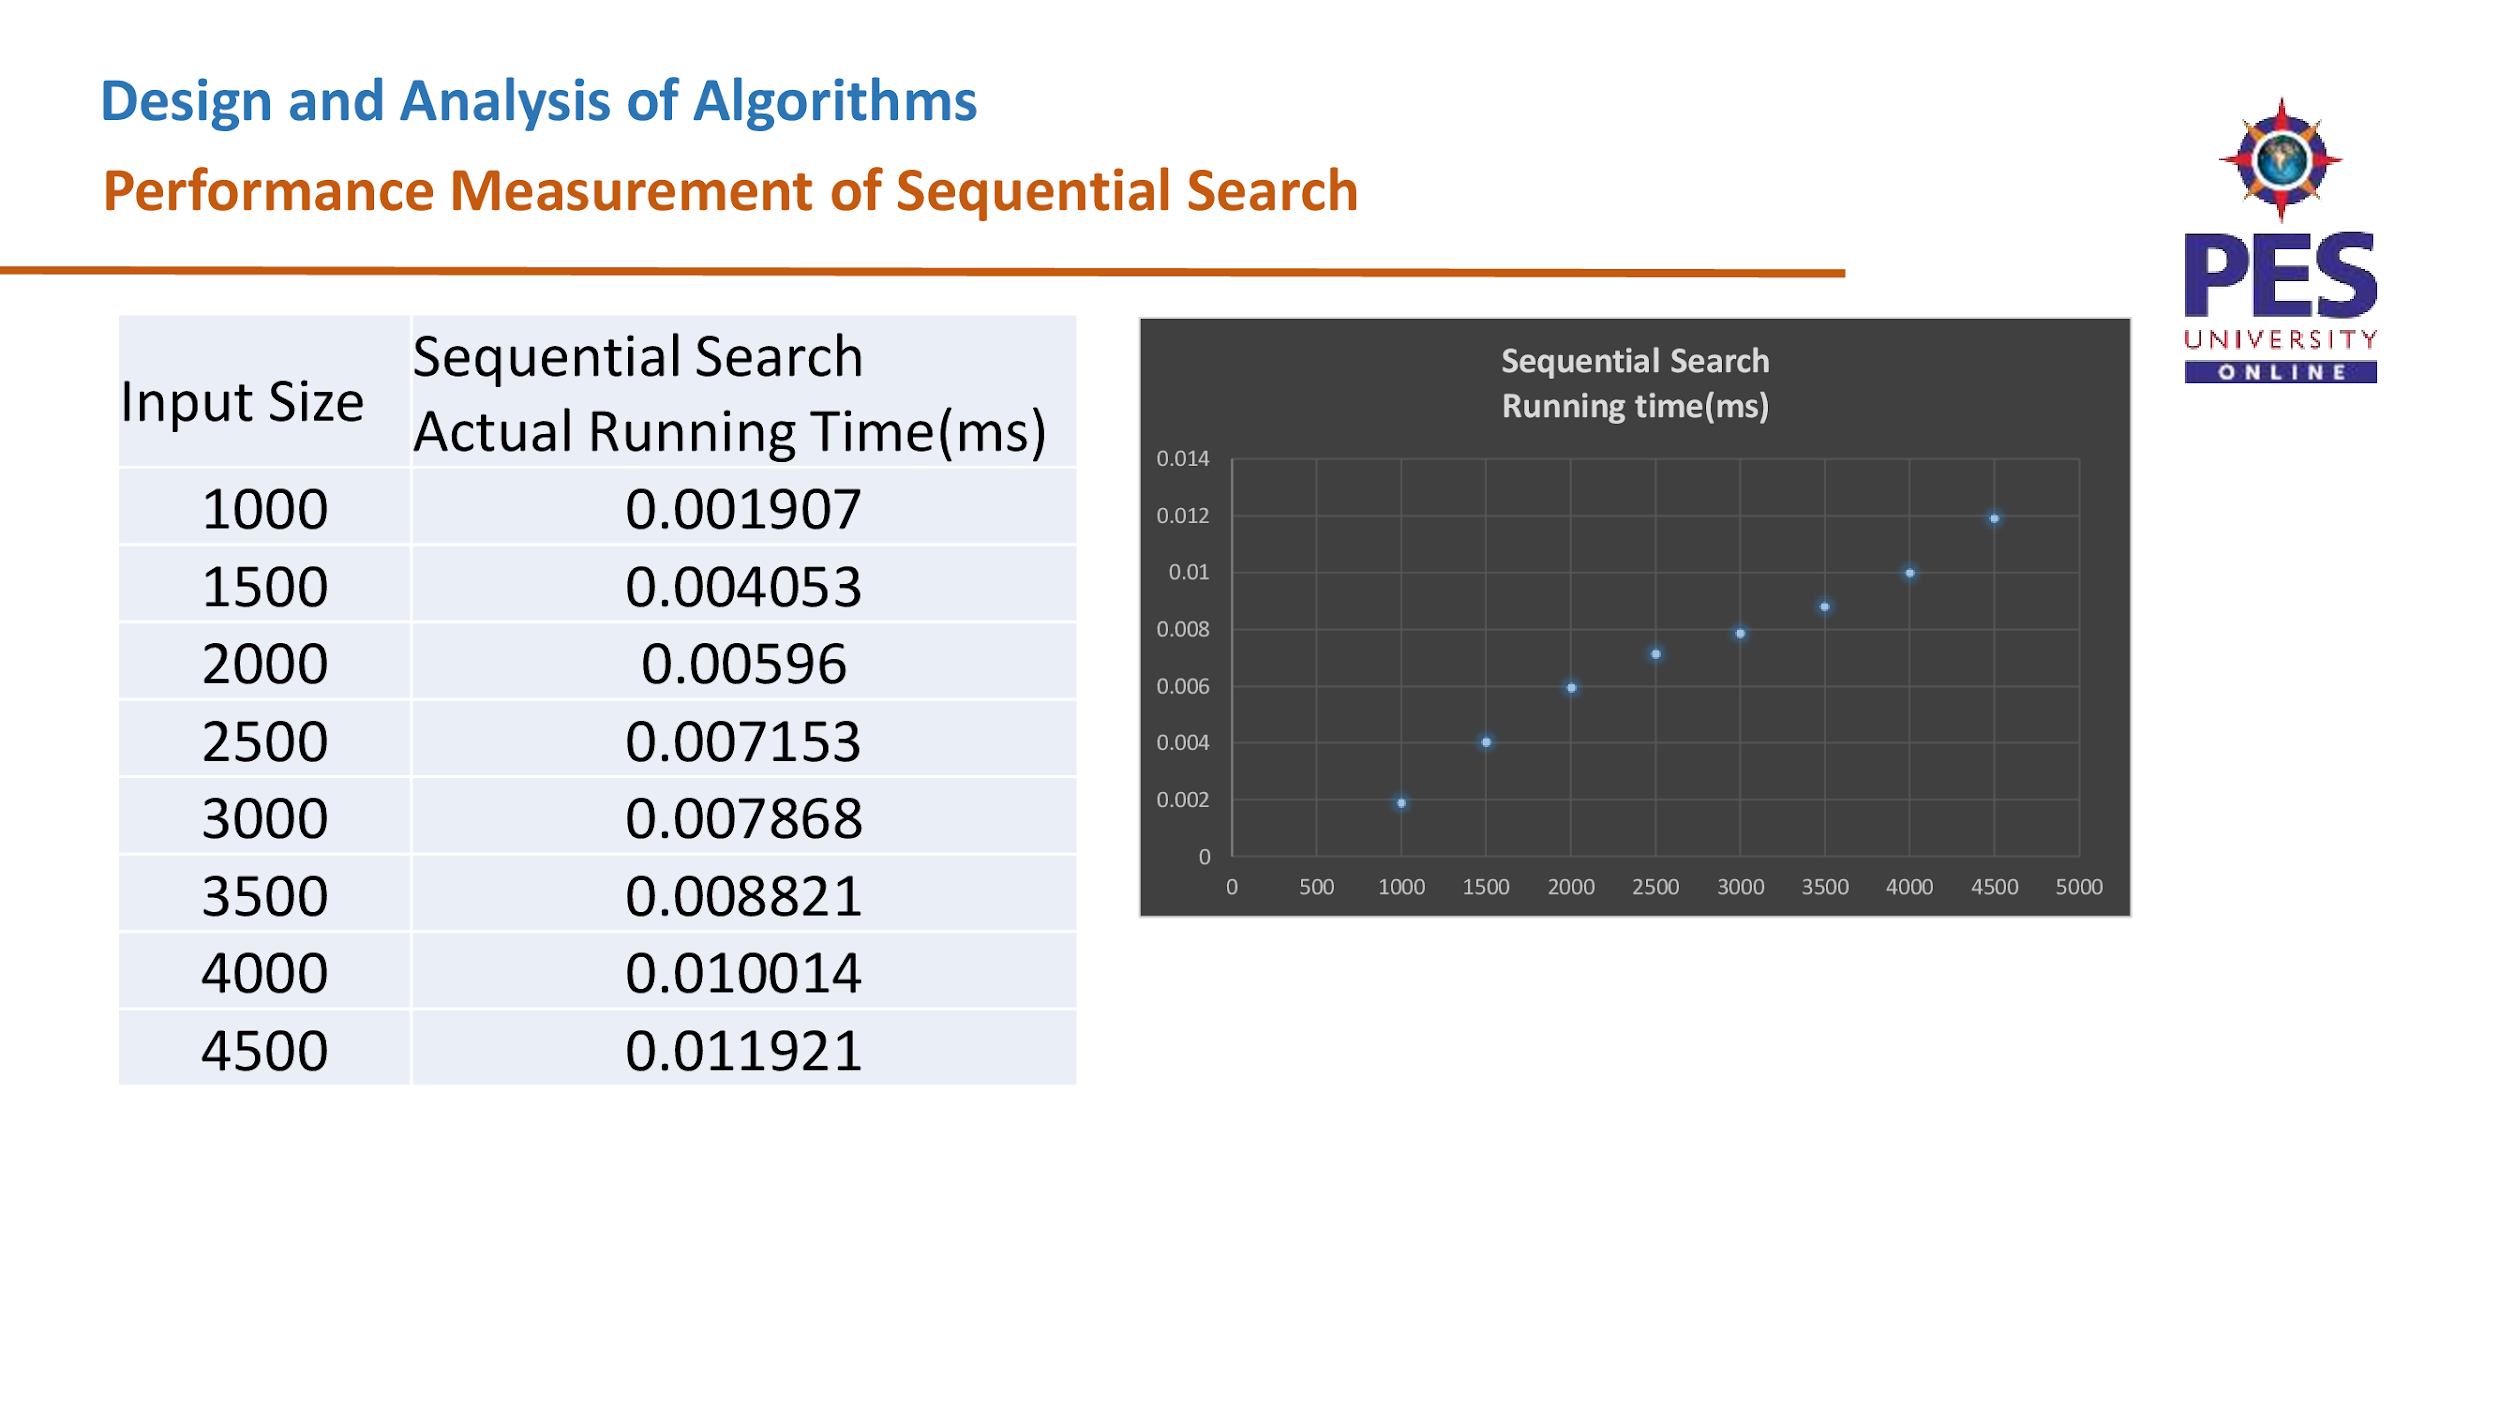 Design and Analysis of Algorithms
Performance Measurement of Sequential Search
PES
UNIVERSITY
ONLINE
Input Size
Sequential Search
Actual Running Time(ms)
1000 0.001907
1500 0.004053
2000 0.00596
2500 0.007153
3000 0.007868
3500 0.008821
4000 0.010014
4500 0.011921
Sequential Search
Running time(ms)
0.014
0.012
0.01
0.008
0.006
0.004
0.002
0
0 500 1000 1500 2000 2500 3000 3500 4000 4500 5000